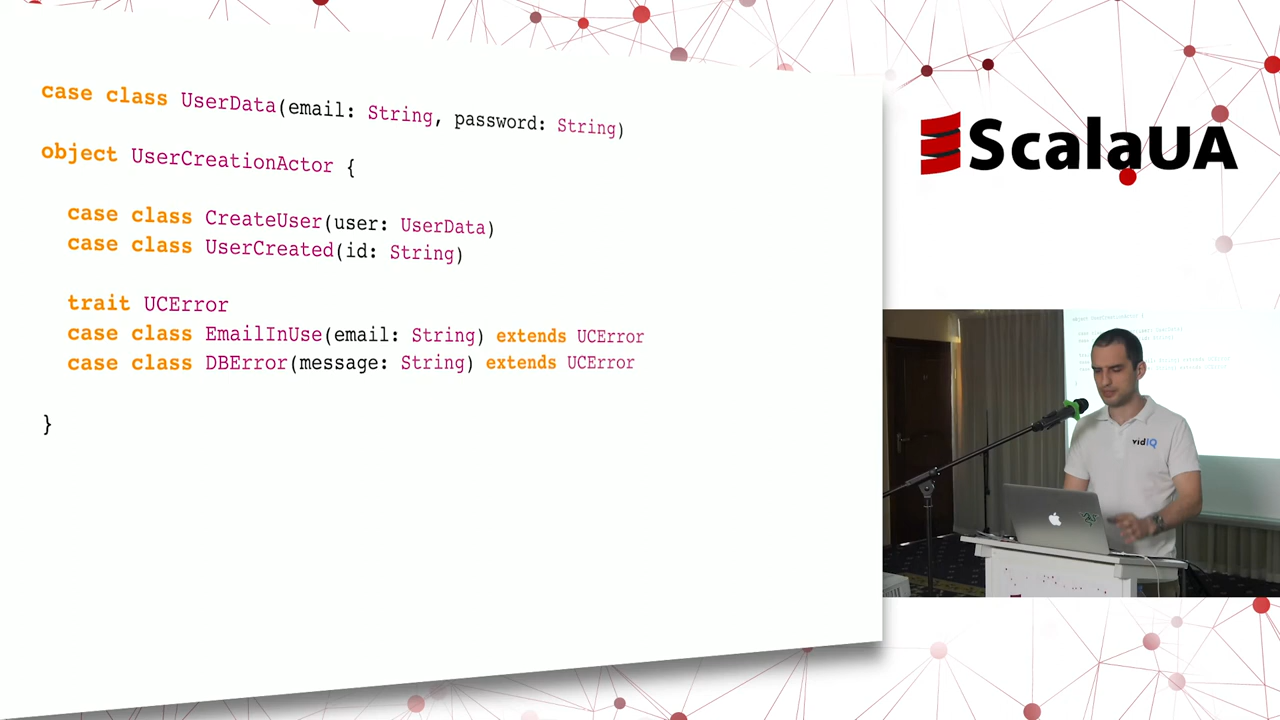 case class UserData(email: String, password: String)
object UserCreationActor {
case class CreateUser(user: UserData)
case class UserCreated(id: String)
trait UCError
case class EmailInUse(email: String) extends UCError
case class DBError(message: String) extends UCError
}
ScalaUA
vidIQ